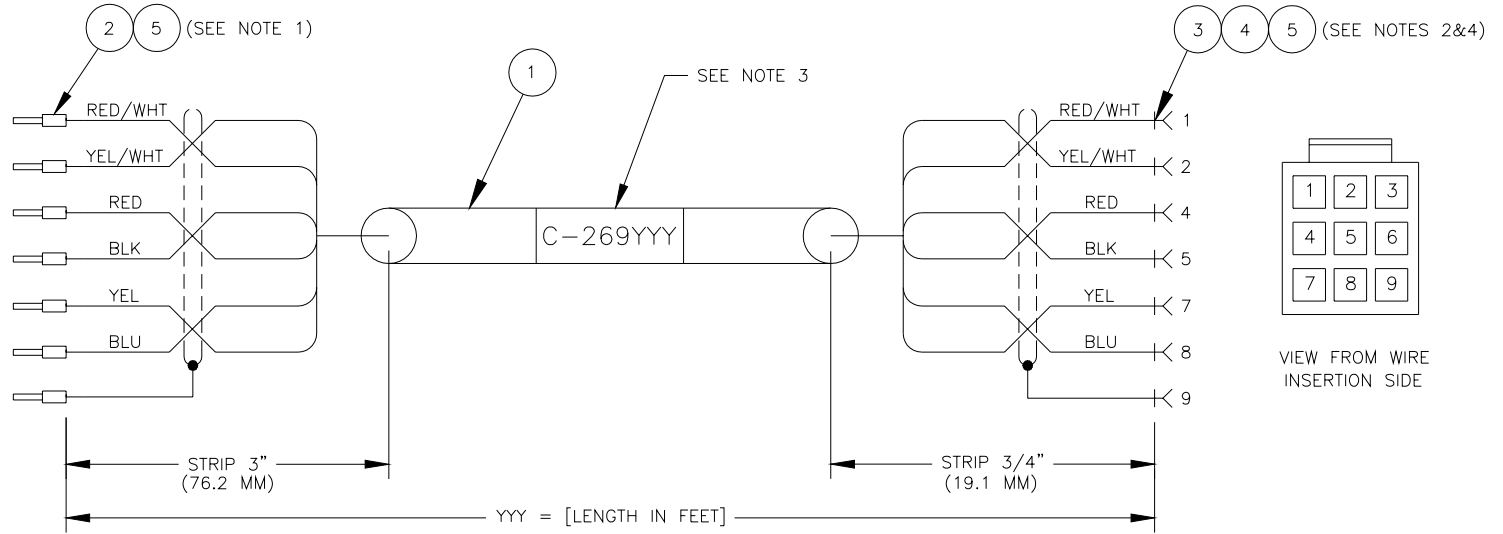 2 5 (SEE NOTE 1)
3 4 5 (SEE NOTES 2&4)
1
SEE NOTE 3
RED/WHT
YEL/WHT
RED
BLK
YEL
BLU
C-269YYY
RED/WHT 1
YEL/WHT 2
RED 4
BLK 5
YEL 7
BLU 8
9
1 2 3
4 5 6
7 8 9
VIEW FROM WIRE
INSERTION SIDE
STRIP 3"
(76.2 MM)
STRIP 3/4"
(19.1 MM)
YYY = [LENGTH IN FEET]